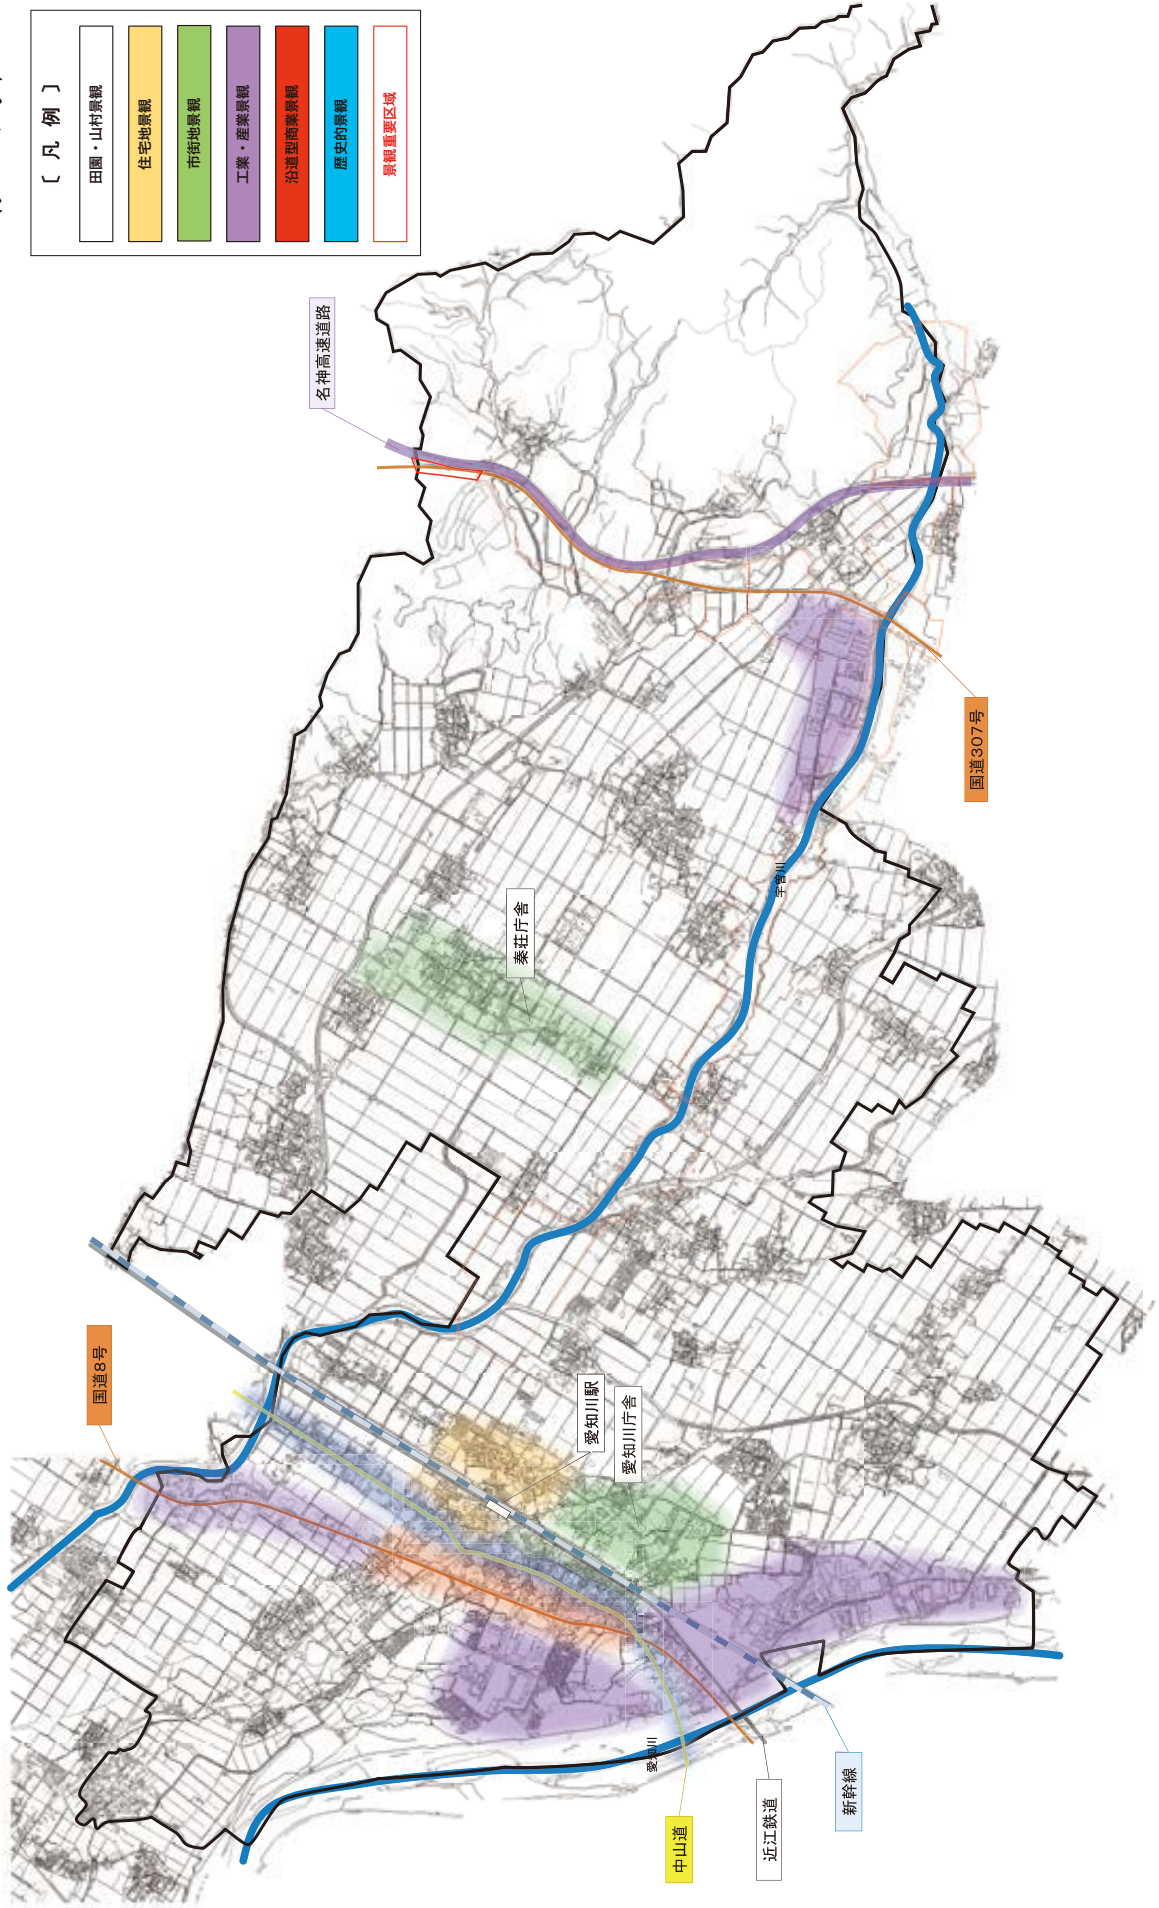 〔凡例〕
田園・山村景観
住宅地景観
市街地景観
工業・産業景観
沿道型商業景観
歴史的景観
景観重要区域
名神高速道路
国道307号
宇曽川
秦荘庁舎
国道8号
愛知川駅
愛知川庁舎
愛知川
中山道
近江鉄道
新幹線